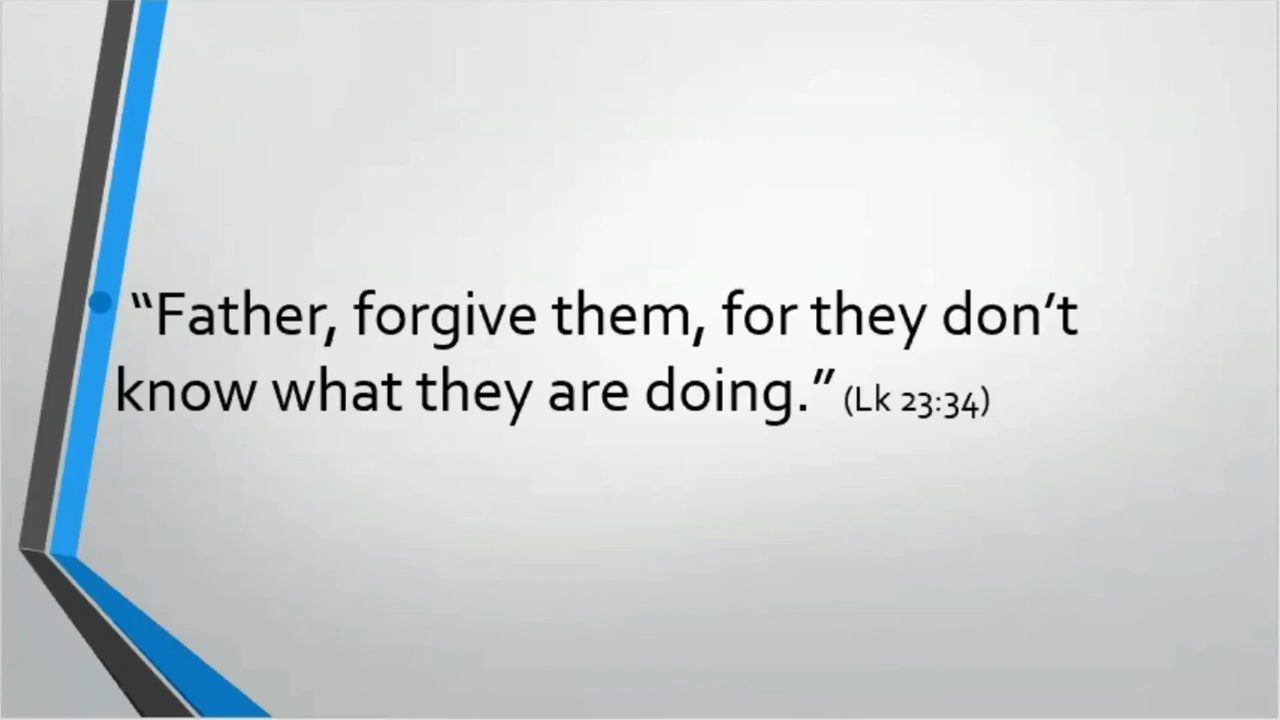 “Father, forgive them, for they don’t
know what they are doing.” (Lk 23:34)